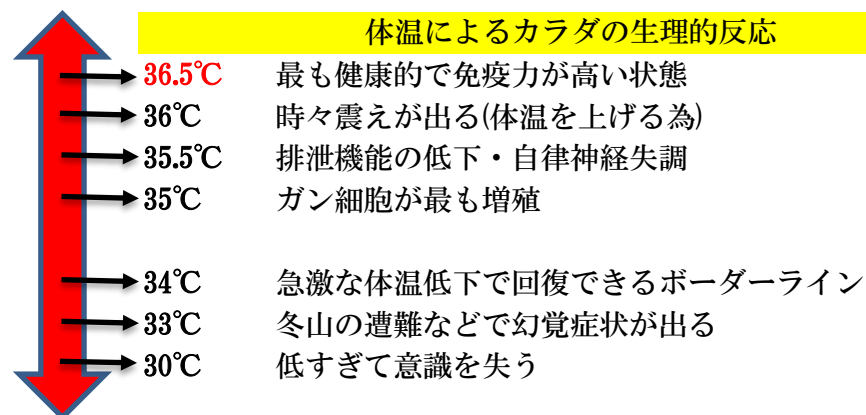 体温によるカラダの生理的反応
36.5℃ 最も健康的で免疫力が高い状態
36℃ 時々震えが出る(体温を上げる為)
35.5℃ 排泄機能の低下・自律神経失調
35℃ ガン細胞が最も増殖
34℃ 急激な体温低下で回復できるボーダーライン
33℃ 冬山の遭難などで幻覚症状が出る
30℃ 低すぎて意識を失う